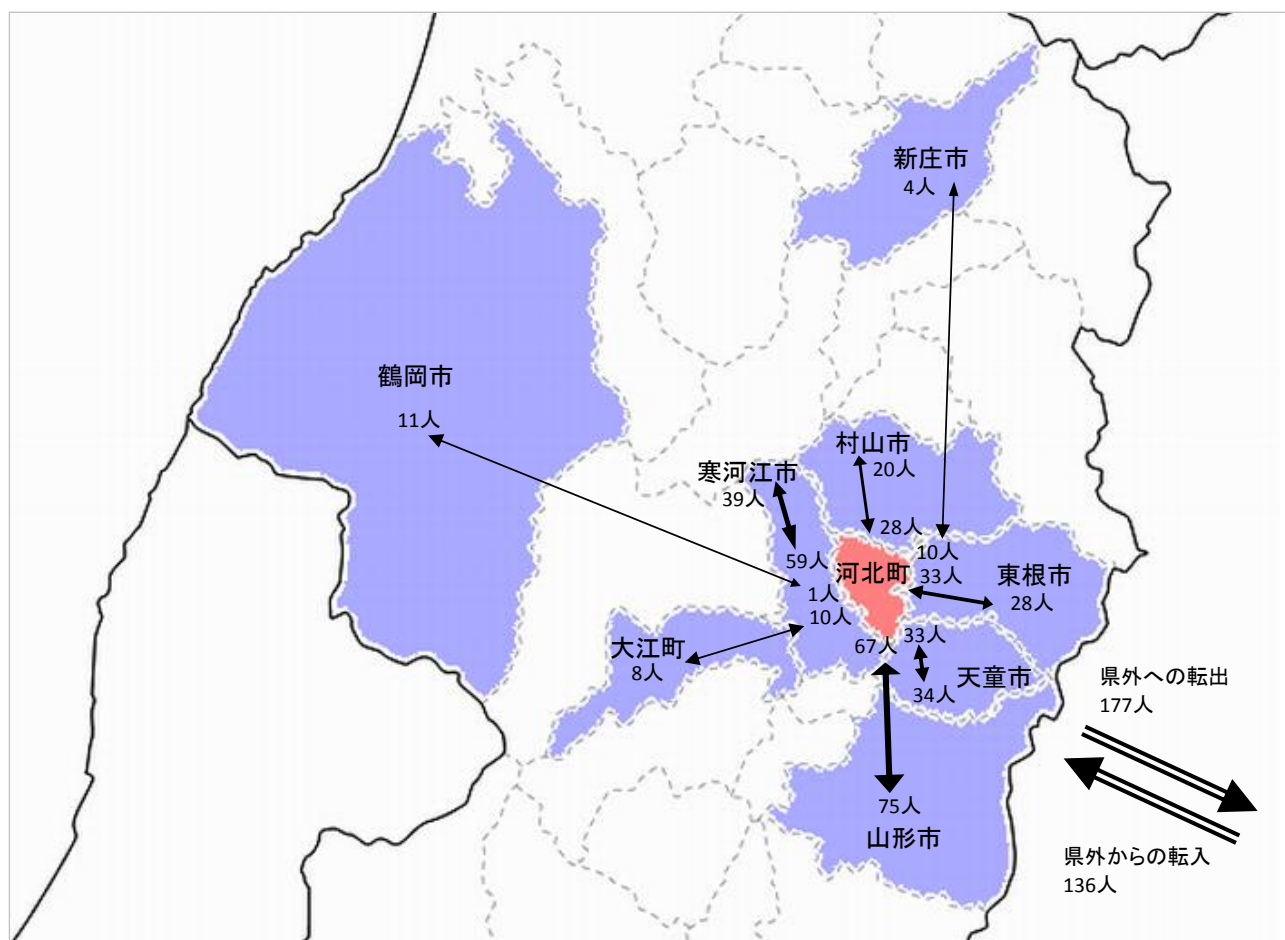 新庄市
4人
鶴岡市
11人
村山市
20人
寒河江市
39人
28人
10人
59人
河北町
33人
東根市
28人
1人
10人
大江町
8人
67人
33人
天童市
34人
県外への転出
177人
75人
山形市
県外からの転入
136人